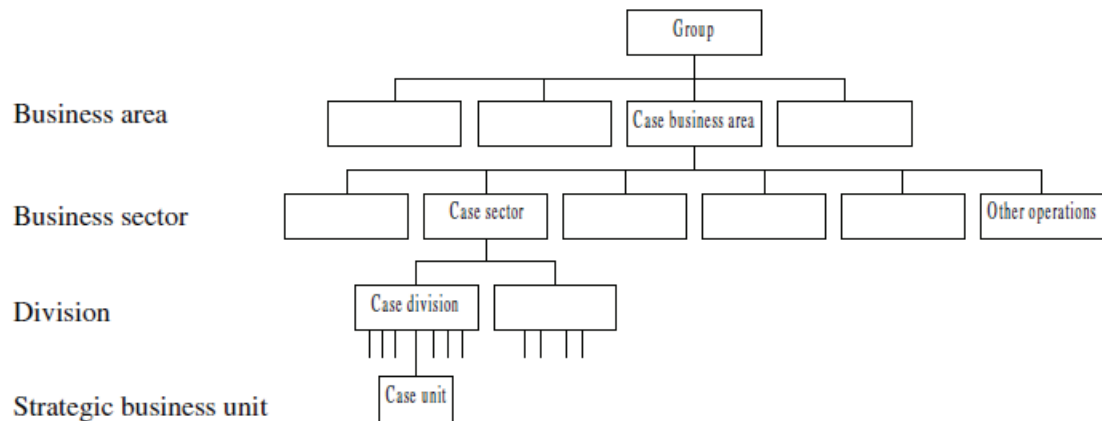 Group
Business area
Case business area
Business sector
Case sector
Other operations
Division
Case division
Strategic business unit
Case unit